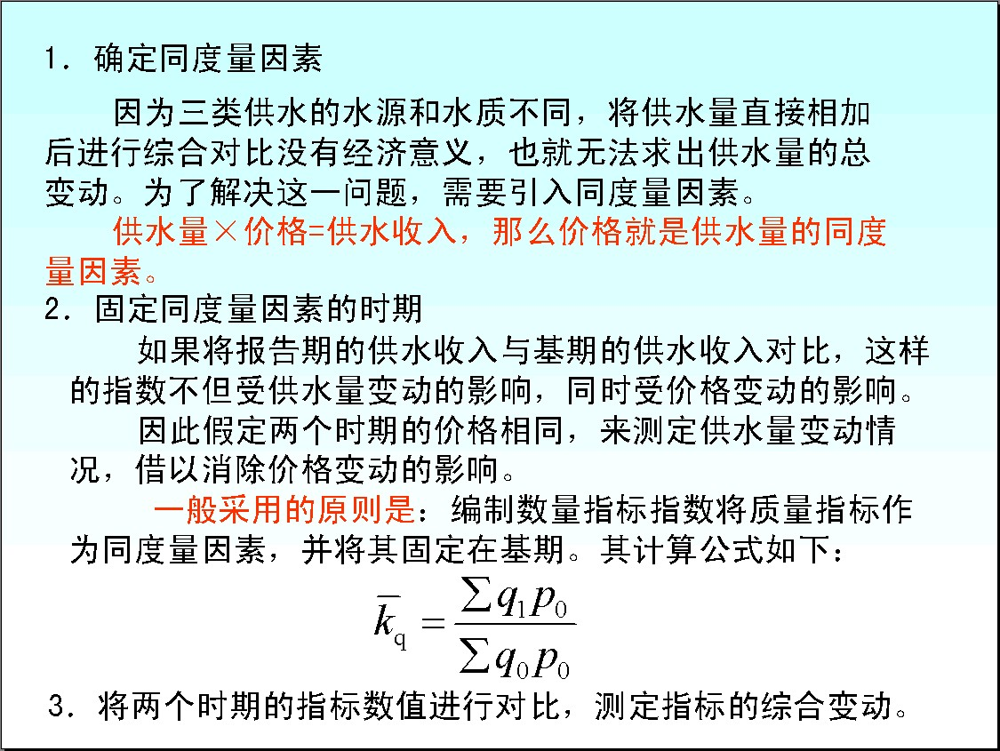 1．确定同度量因素
因为三类供水的水源和水质不同，将供水量直接相加
后进行综合对比没有经济意义，也就无法求出供水量的总
变动。为了解决这一问题，需要引入同度量因素。
供水量×价格=供水收入，那么价格就是供水量的同度
量因素。
2．固定同度量因素的时期
如果将报告期的供水收入与基期的供水收入对比，这样
的指数不但受供水量变动的影响，同时受价格变动的影响。
因此假定两个时期的价格相同，来测定供水量变动情
况，借以消除价格变动的影响。
一般采用的原则是：编制数量指标指数将质量指标作
为同度量因素，并将其固定在基期。其计算公式如下：
k̅q = ∑q₁p₀ / ∑q₀p₀
3．将两个时期的指标数值进行对比，测定指标的综合变动。